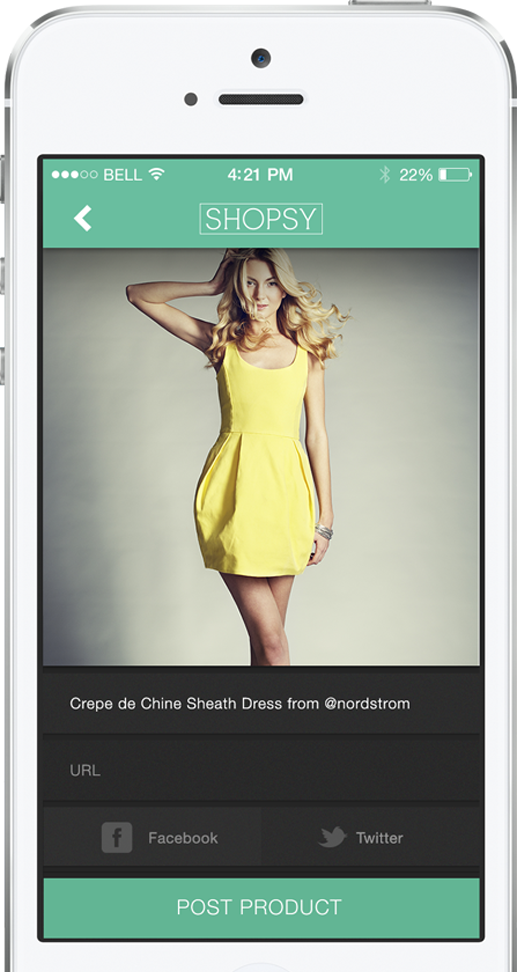 BELL 4:21 PM 22%
SHOPSY
Crepe de Chine Sheath Dress from @nordstrom
URL
Facebook Twitter
POST PRODUCT